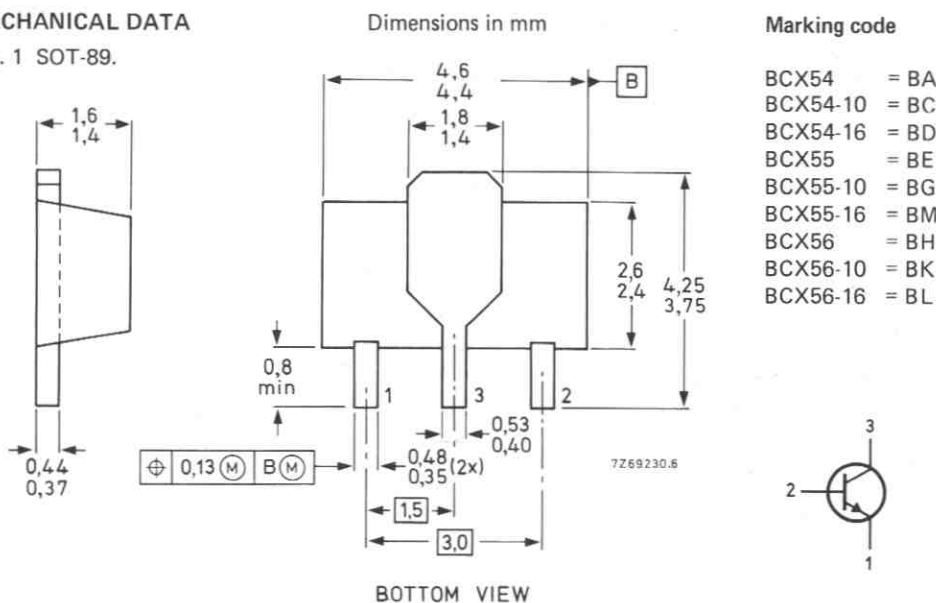 CHANICAL DATA
. 1 SOT-89.
Dimensions in mm
Marking code
BCX54 = BA
BCX54-10 = BC
BCX54-16 = BD
BCX55 = BE
BCX55-10 = BG
BCX55-16 = BM
BCX56 = BH
BCX56-10 = BK
BCX56-16 = BL
1,6
1,4
0,44
0,37
4,6
4,4
B
1,8
1,4
2,6
2,4
4,25
3,75
0,8
min
1
3
2
0,53
0,40
0,48
0,35 (2x)
⌖ 0,13 Ⓜ B Ⓜ
1,5
3,0
7Z69230.6
BOTTOM VIEW
3
2
1